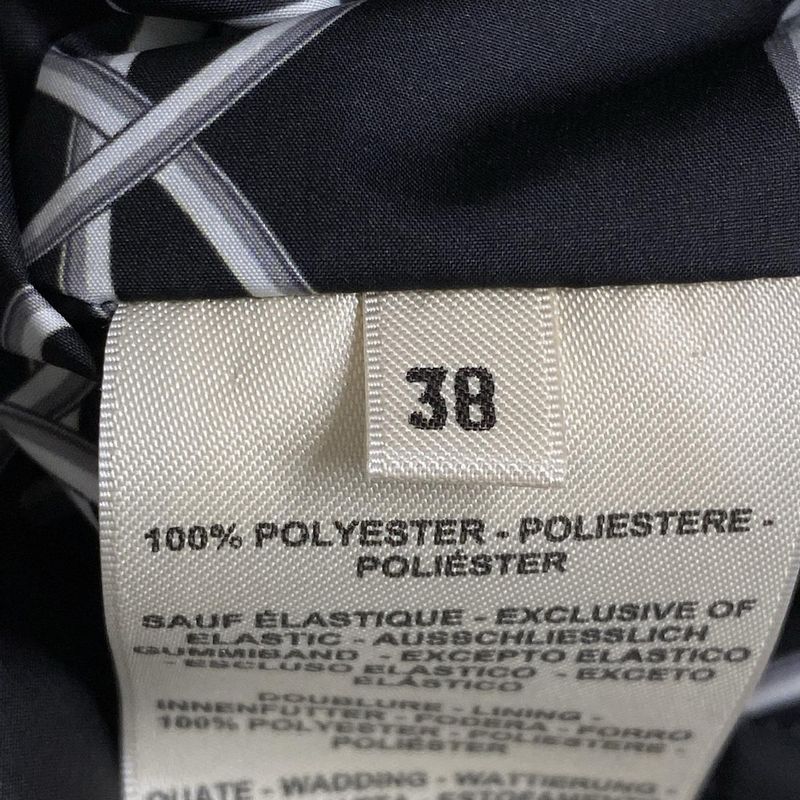 38
100% POLYESTER - POLIESTERE -
POLIÉSTER
SAUF ÉLASTIQUE - EXCLUSIVE OF
ELASTIC - AUSSCHLIESSLICH
GUMMIBAND - EXCEPTO ELASTICO
- ESCLUSO ELASTICO - EXCETO
ELÁSTICO
DOUBLURE - LINING -
INNENFUTTER - FODERA - FORRO
100% POLYESTER - POLIESTERE -
POLIÉSTER
OUATE - WADDING - WATTIERUNG -